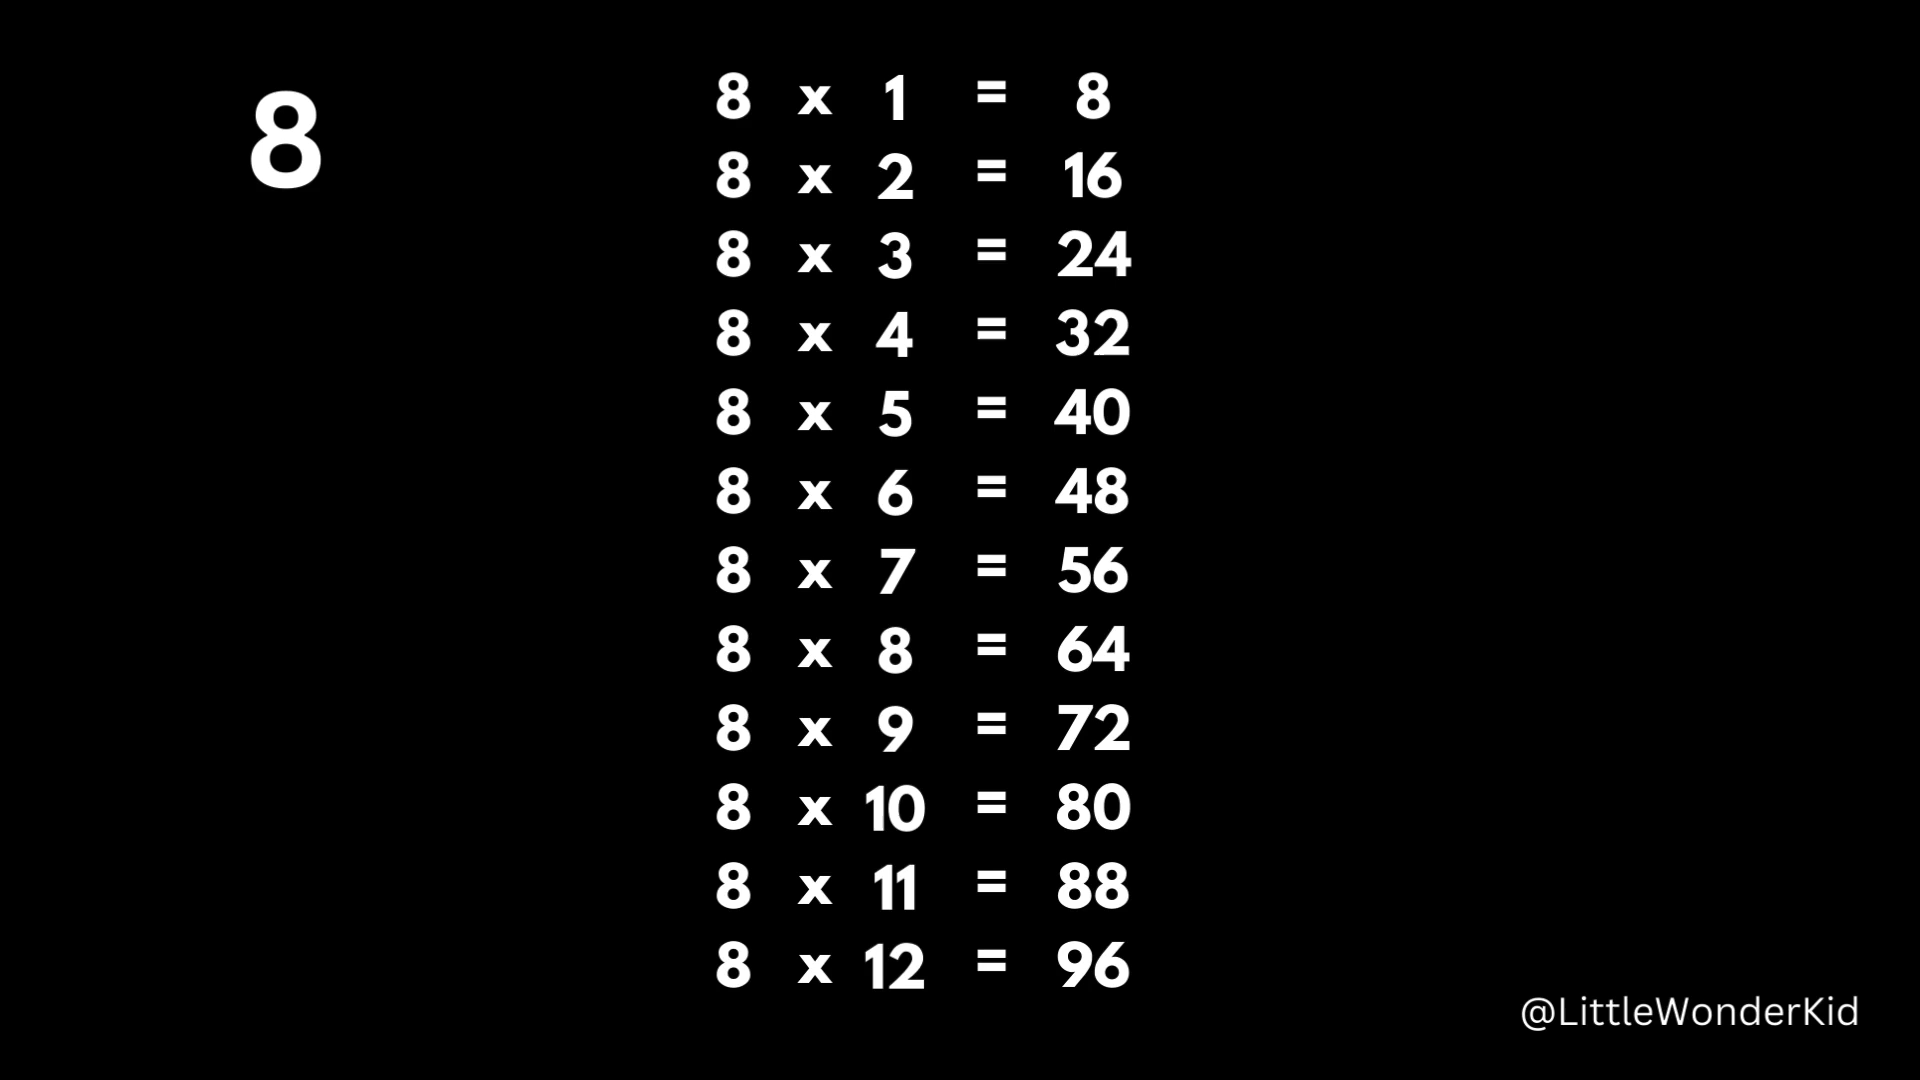 8
8 x 1 = 8
8 x 2 = 16
8 x 3 = 24
8 x 4 = 32
8 x 5 = 40
8 x 6 = 48
8 x 7 = 56
8 x 8 = 64
8 x 9 = 72
8 x 10 = 80
8 x 11 = 88
8 x 12 = 96
@LittleWonderKid